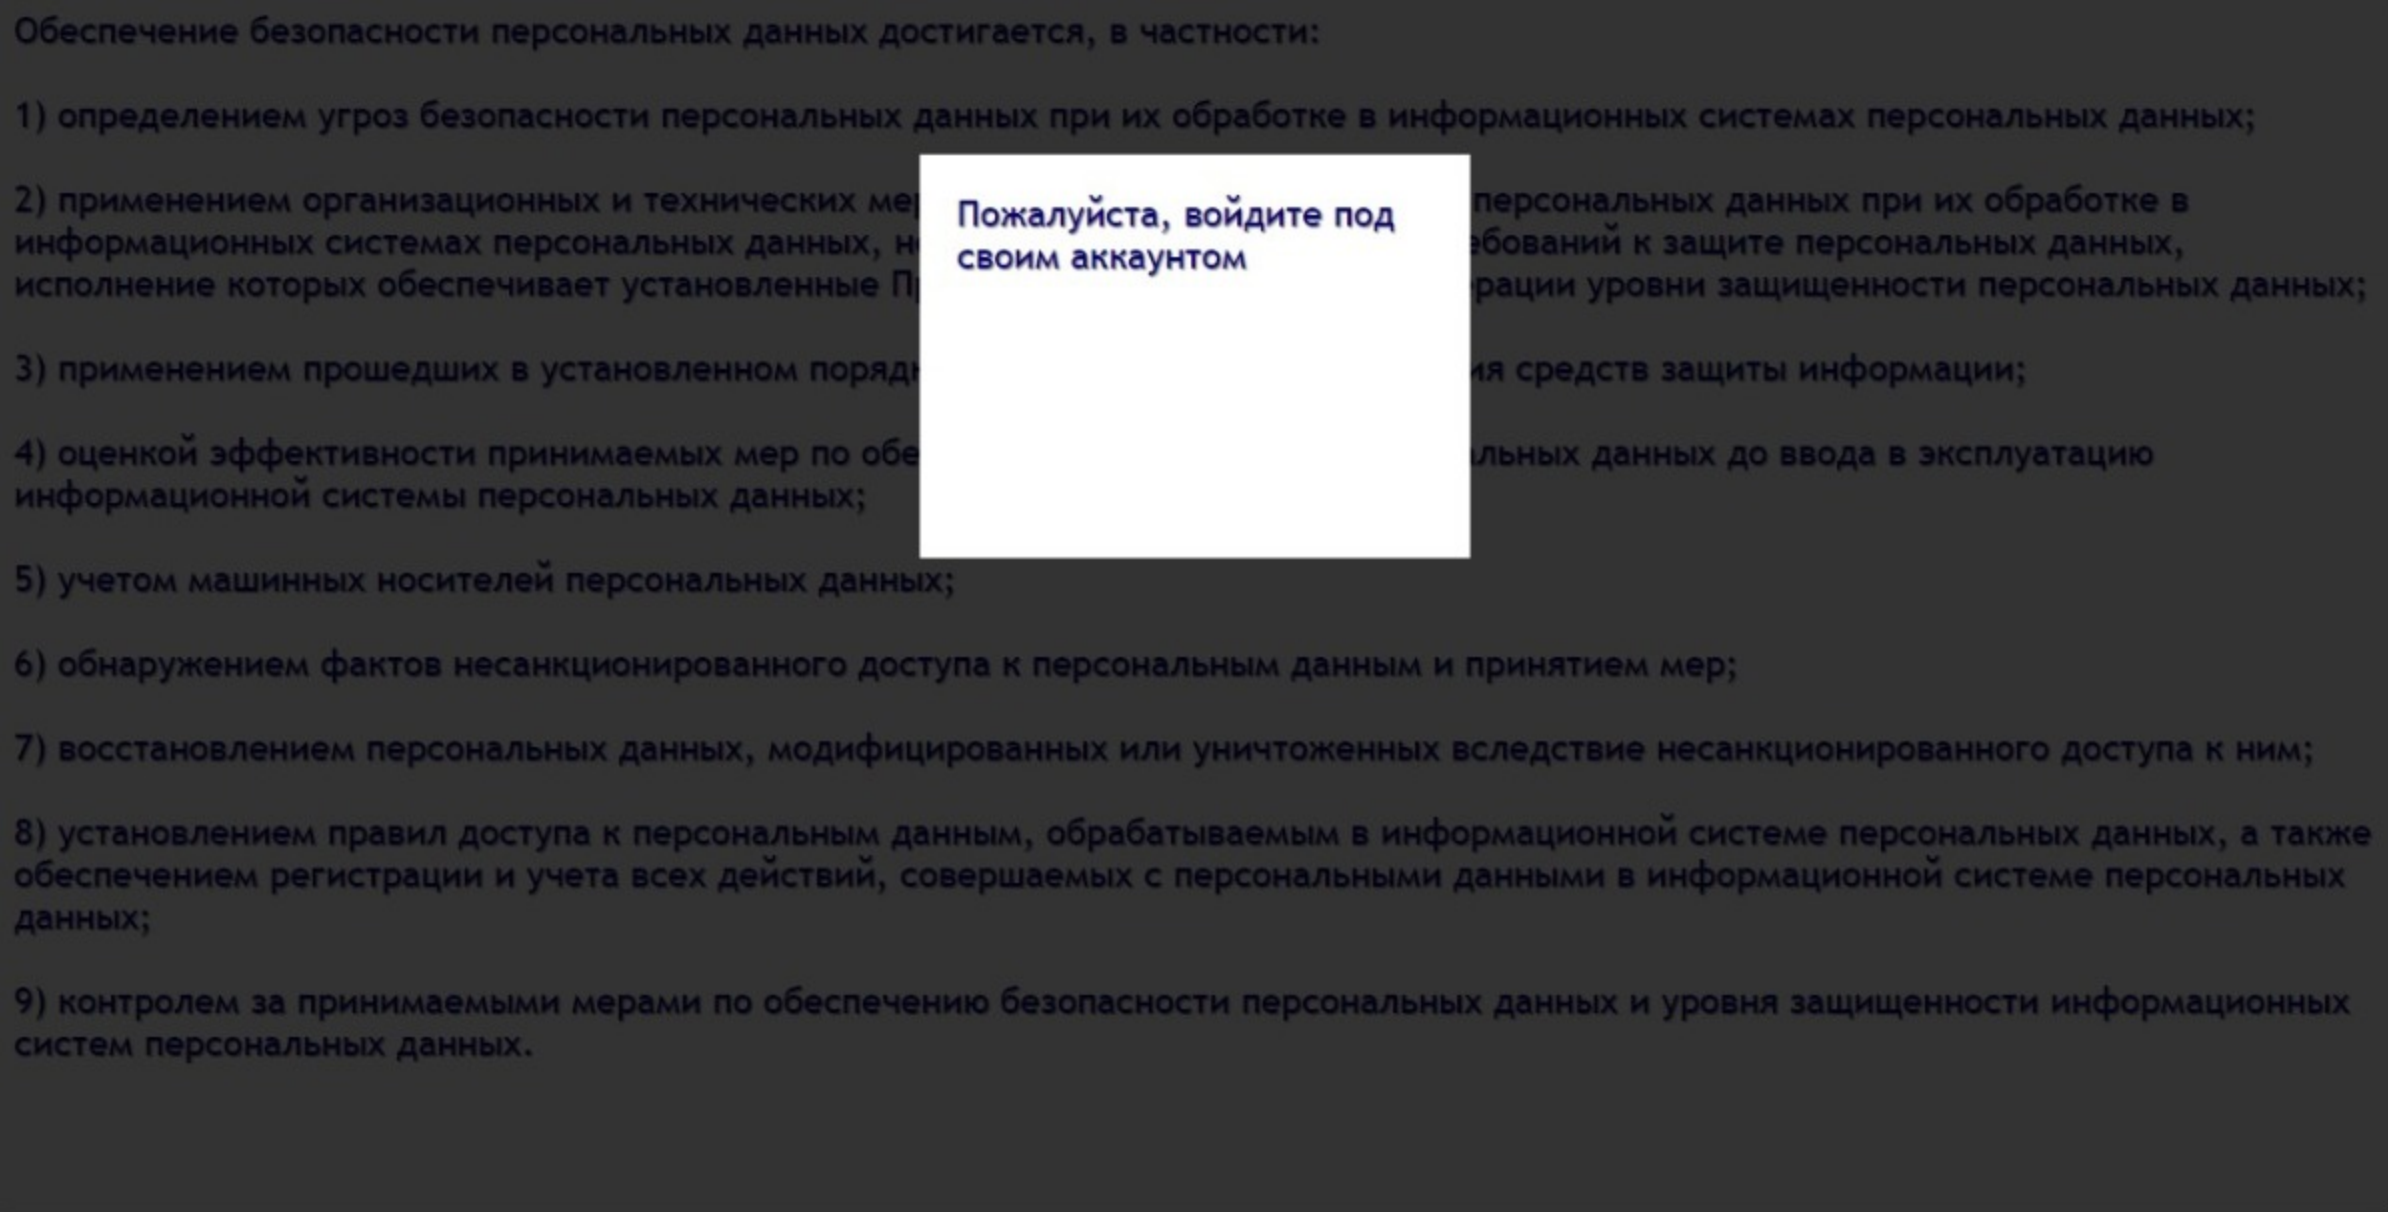 Обеспечение безопасности персональных данных достигается, в частности:
1) определением угроз безопасности персональных данных при их обработке в информационных системах персональных данных;
2) применением организационных и технических персональных данных при их обработке в
информационных системах персональных данных, к защите персональных данных,
исполнение которых обеспечивает установленные уровни защищенности персональных данных;
3) применением прошедших в установленном средств защиты информации;
4) оценкой эффективности принимаемых мер по данных до ввода в эксплуатацию
информационной системы персональных данных;
Пожалуйста, войдите под
своим аккаунтом
5) учетом машинных носителей персональных данных;
6) обнаружением фактов несанкционированного доступа к персональным данным и принятием мер;
7) восстановлением персональных данных, модифицированных или уничтоженных вследствие несанкционированного доступа к ним;
8) установлением правил доступа к персональным данным, обрабатываемым в информационной системе персональных данных, а также
обеспечением регистрации и учета всех действий, совершаемых с персональными данными в информационной системе персональных
данных;
9) контролем за принимаемыми мерами по обеспечению безопасности персональных данных и уровня защищенности информационных
систем персональных данных.